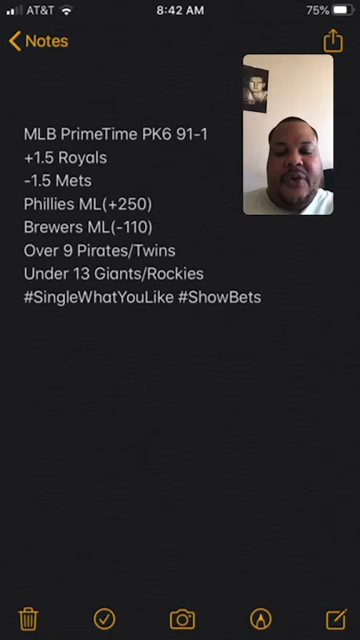 AT&T 8:42 AM 75%
Notes
MLB PrimeTime PK6 91-1
+1.5 Royals
-1.5 Mets
Phillies ML(+250)
Brewers ML(-110)
Over 9 Pirates/Twins
Under 13 Giants/Rockies
#SingleWhatYouLike #ShowBets